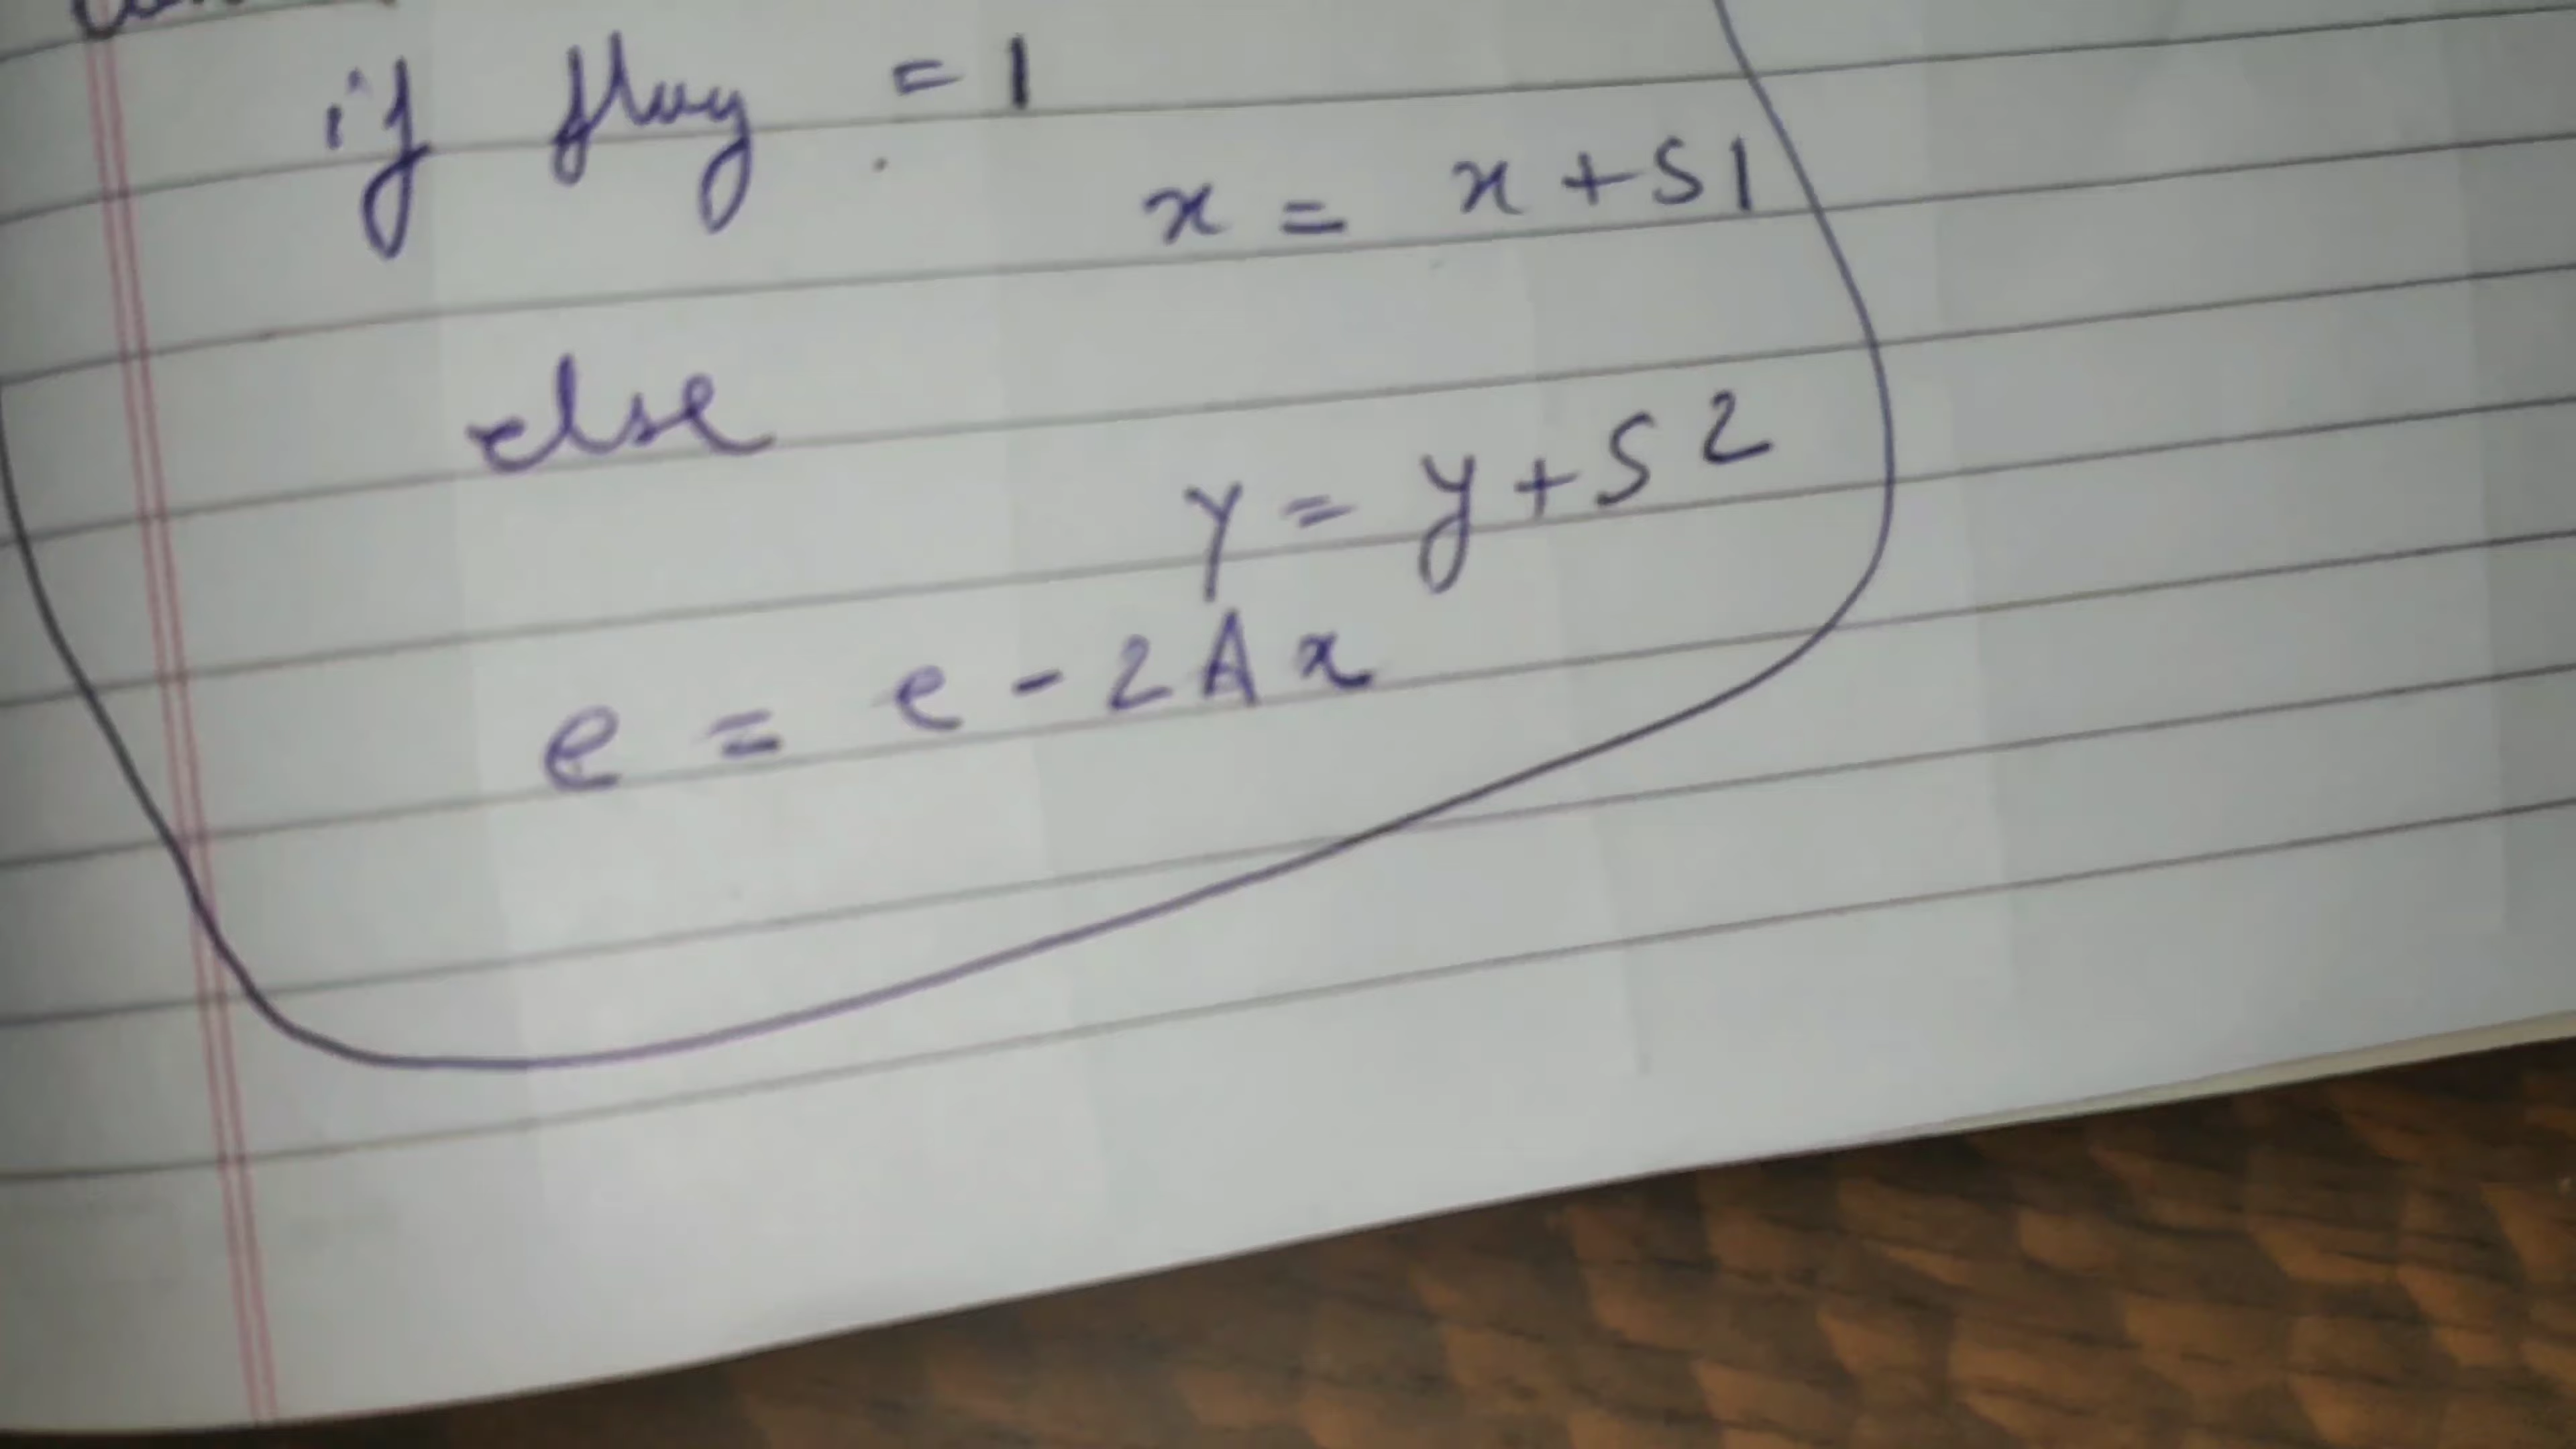 if flag = 1
x = x + S1
else
y = y + S2
e = e - 2Ax